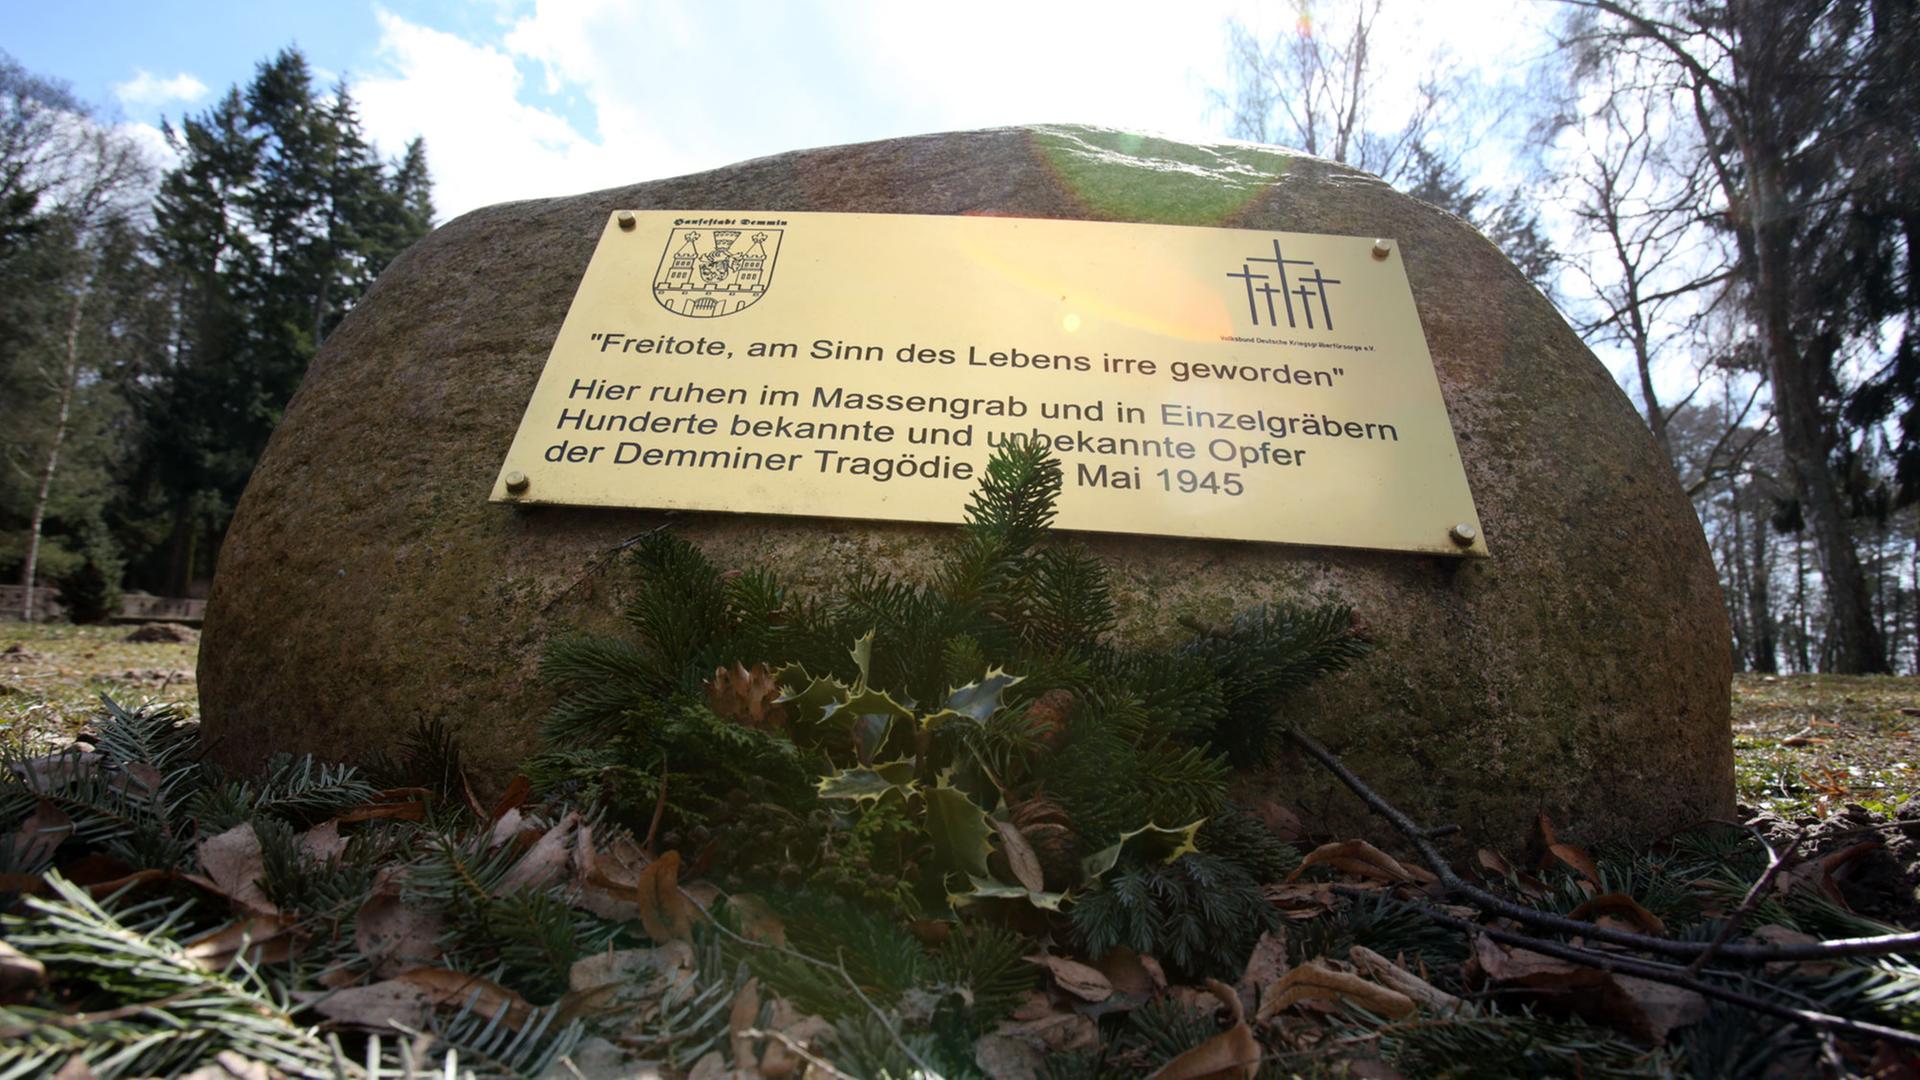 Hansestadt Demmin
Volksbund Deutsche Kriegsgräberfürsorge e.V.
"Freitote, am Sinn des Lebens irre geworden"
Hier ruhen im Massengrab und in Einzelgräbern
Hunderte bekannte und unbekannte Opfer
der Demminer Tragödie Mai 1945